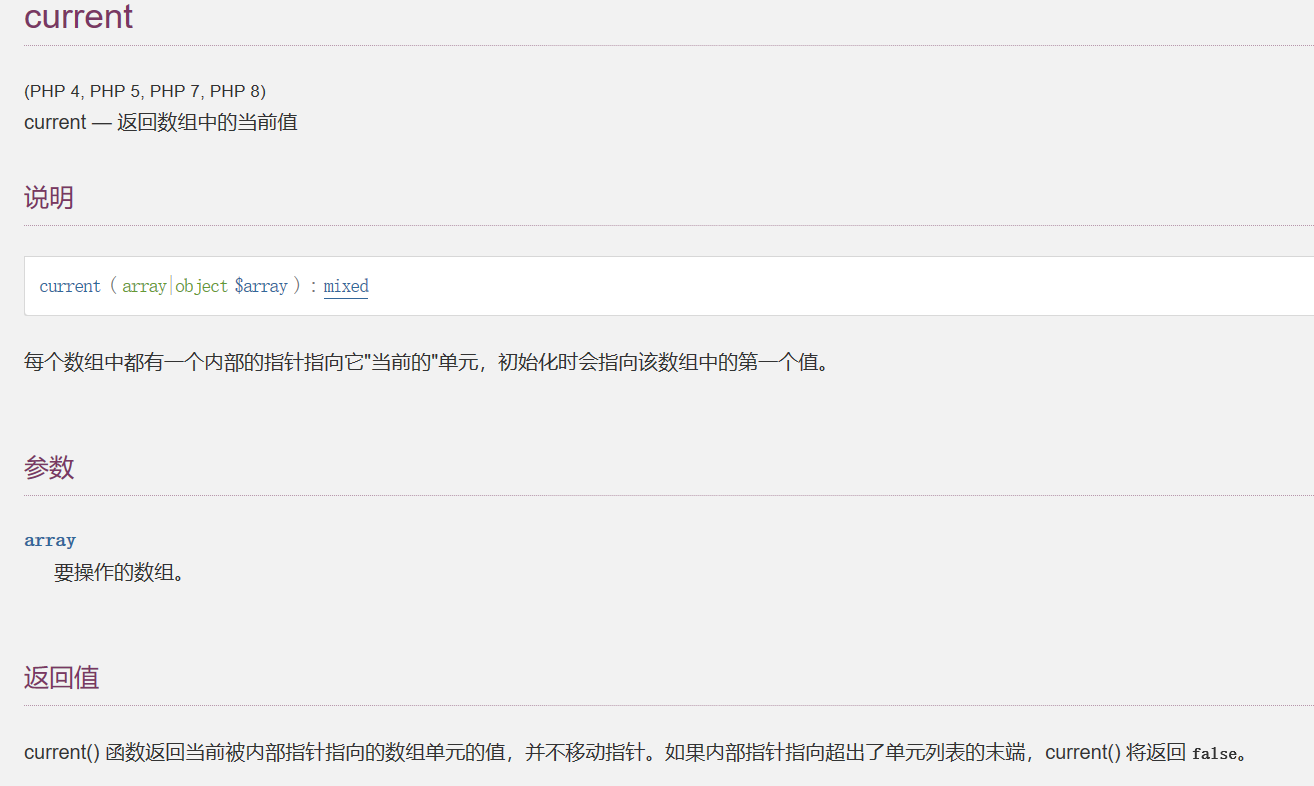 current
(PHP 4, PHP 5, PHP 7, PHP 8)
current — 返回数组中的当前值
说明
current ( array|object $array ) : mixed
每个数组中都有一个内部的指针指向它"当前的"单元，初始化时会指向该数组中的第一个值。
参数
array
要操作的数组。
返回值
current() 函数返回当前被内部指针指向的数组单元的值，并不移动指针。如果内部指针指向超出了单元列表的末端，current() 将返回 false。